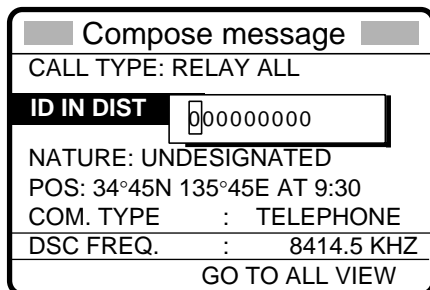 Compose message
CALL TYPE: RELAY ALL
ID IN DIST 000000000
NATURE: UNDESIGNATED
POS: 34°45N 135°45E AT 9:30
COM. TYPE : TELEPHONE
DSC FREQ. : 8414.5 KHZ
GO TO ALL VIEW